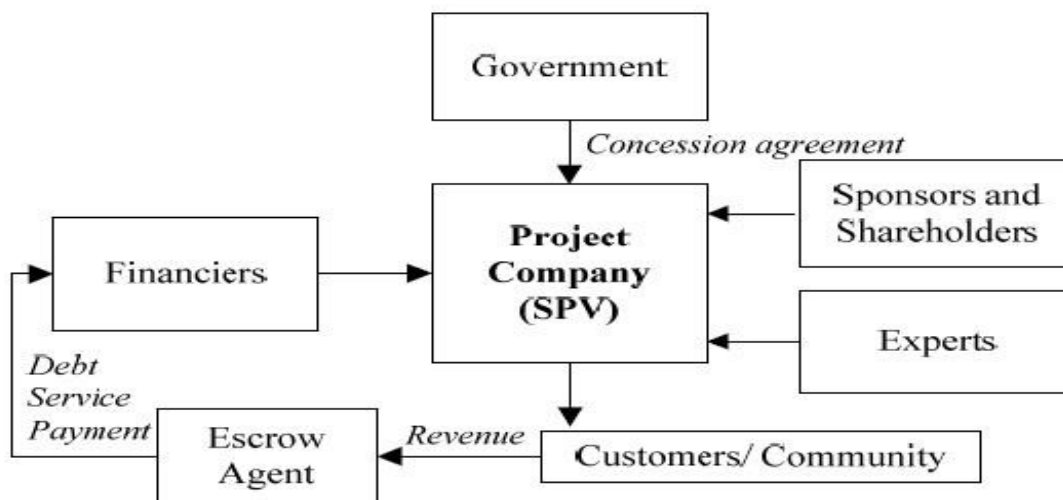 Government
Concession agreement
Sponsors and
Shareholders
Project
Company
(SPV)
Financiers
Experts
Debt
Service
Payment
Escrow
Agent
Revenue
Customers/ Community